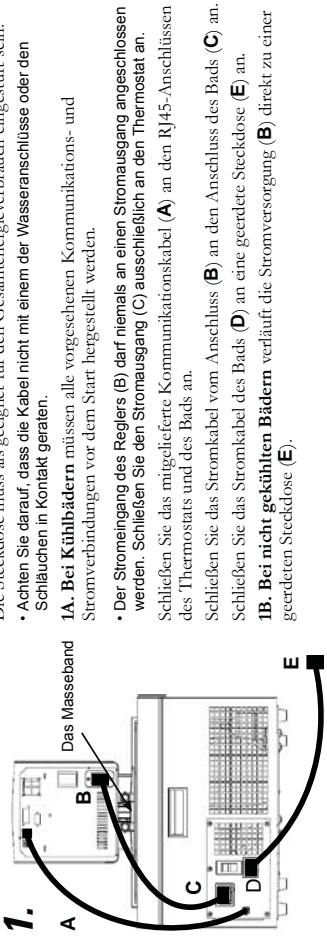 Die Steckdose muss als geeignet für den Gesamtenergieverbrauch eingestuft sein.
• Achten Sie darauf, dass die Kabel nicht mit einem der Wasseranschlüsse oder den
Schläuchen in Kontakt geraten.
1A. Bei Kühlbädern müssen alle vorgesehenen Kommunikations- und
Stromverbindungen vor dem Start hergestellt werden.
• Der Stromeingang des Reglers (B) darf niemals an einen Stromausgang angeschlossen
werden. Schließen Sie den Stromausgang (C) ausschließlich an den Thermostat an.
Schließen Sie das mitgelieferte Kommunikationskabel (A) an den RJ45-Anschlüssen
des Thermostats und des Bads an.
Schließen Sie das Stromkabel vom Anschluss (B) an den Anschluss des Bads (C) an.
Schließen Sie das Stromkabel des Bads (D) an eine geerdete Steckdose (E) an.
1B. Bei nicht gekühlten Bädern verläuft die Stromversorgung (B) direkt zu einer
geerdeten Steckdose (E).
1.
A
B
Das Masseband
C
D
E